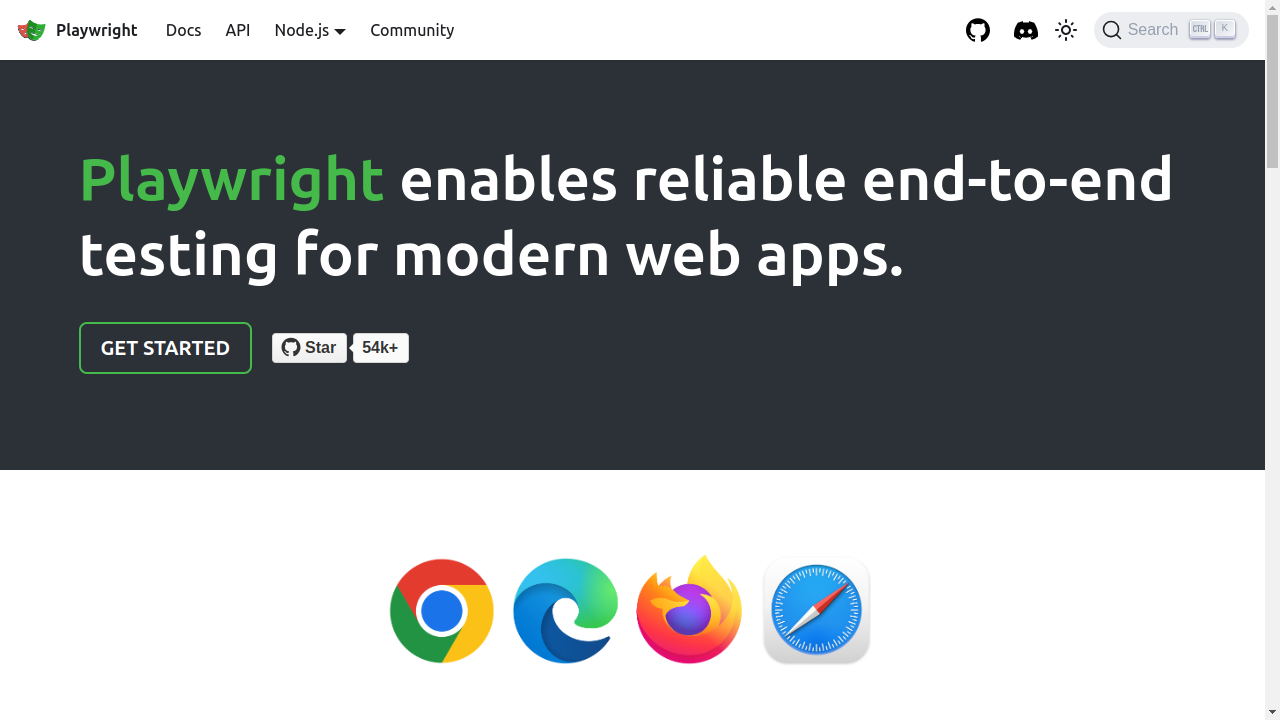 Playwright Docs API Node.js Community Search CTRL K
Playwright enables reliable end-to-end
testing for modern web apps.
GET STARTED Star 54k+